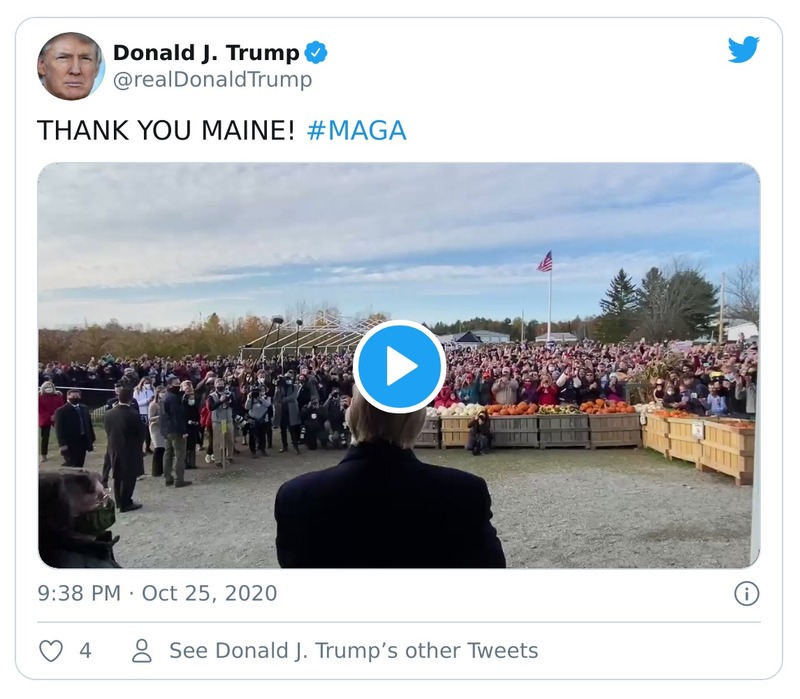 Donald J. Trump
@realDonaldTrump
THANK YOU MAINE! #MAGA
9:38 PM · Oct 25, 2020
4
See Donald J. Trump’s other Tweets